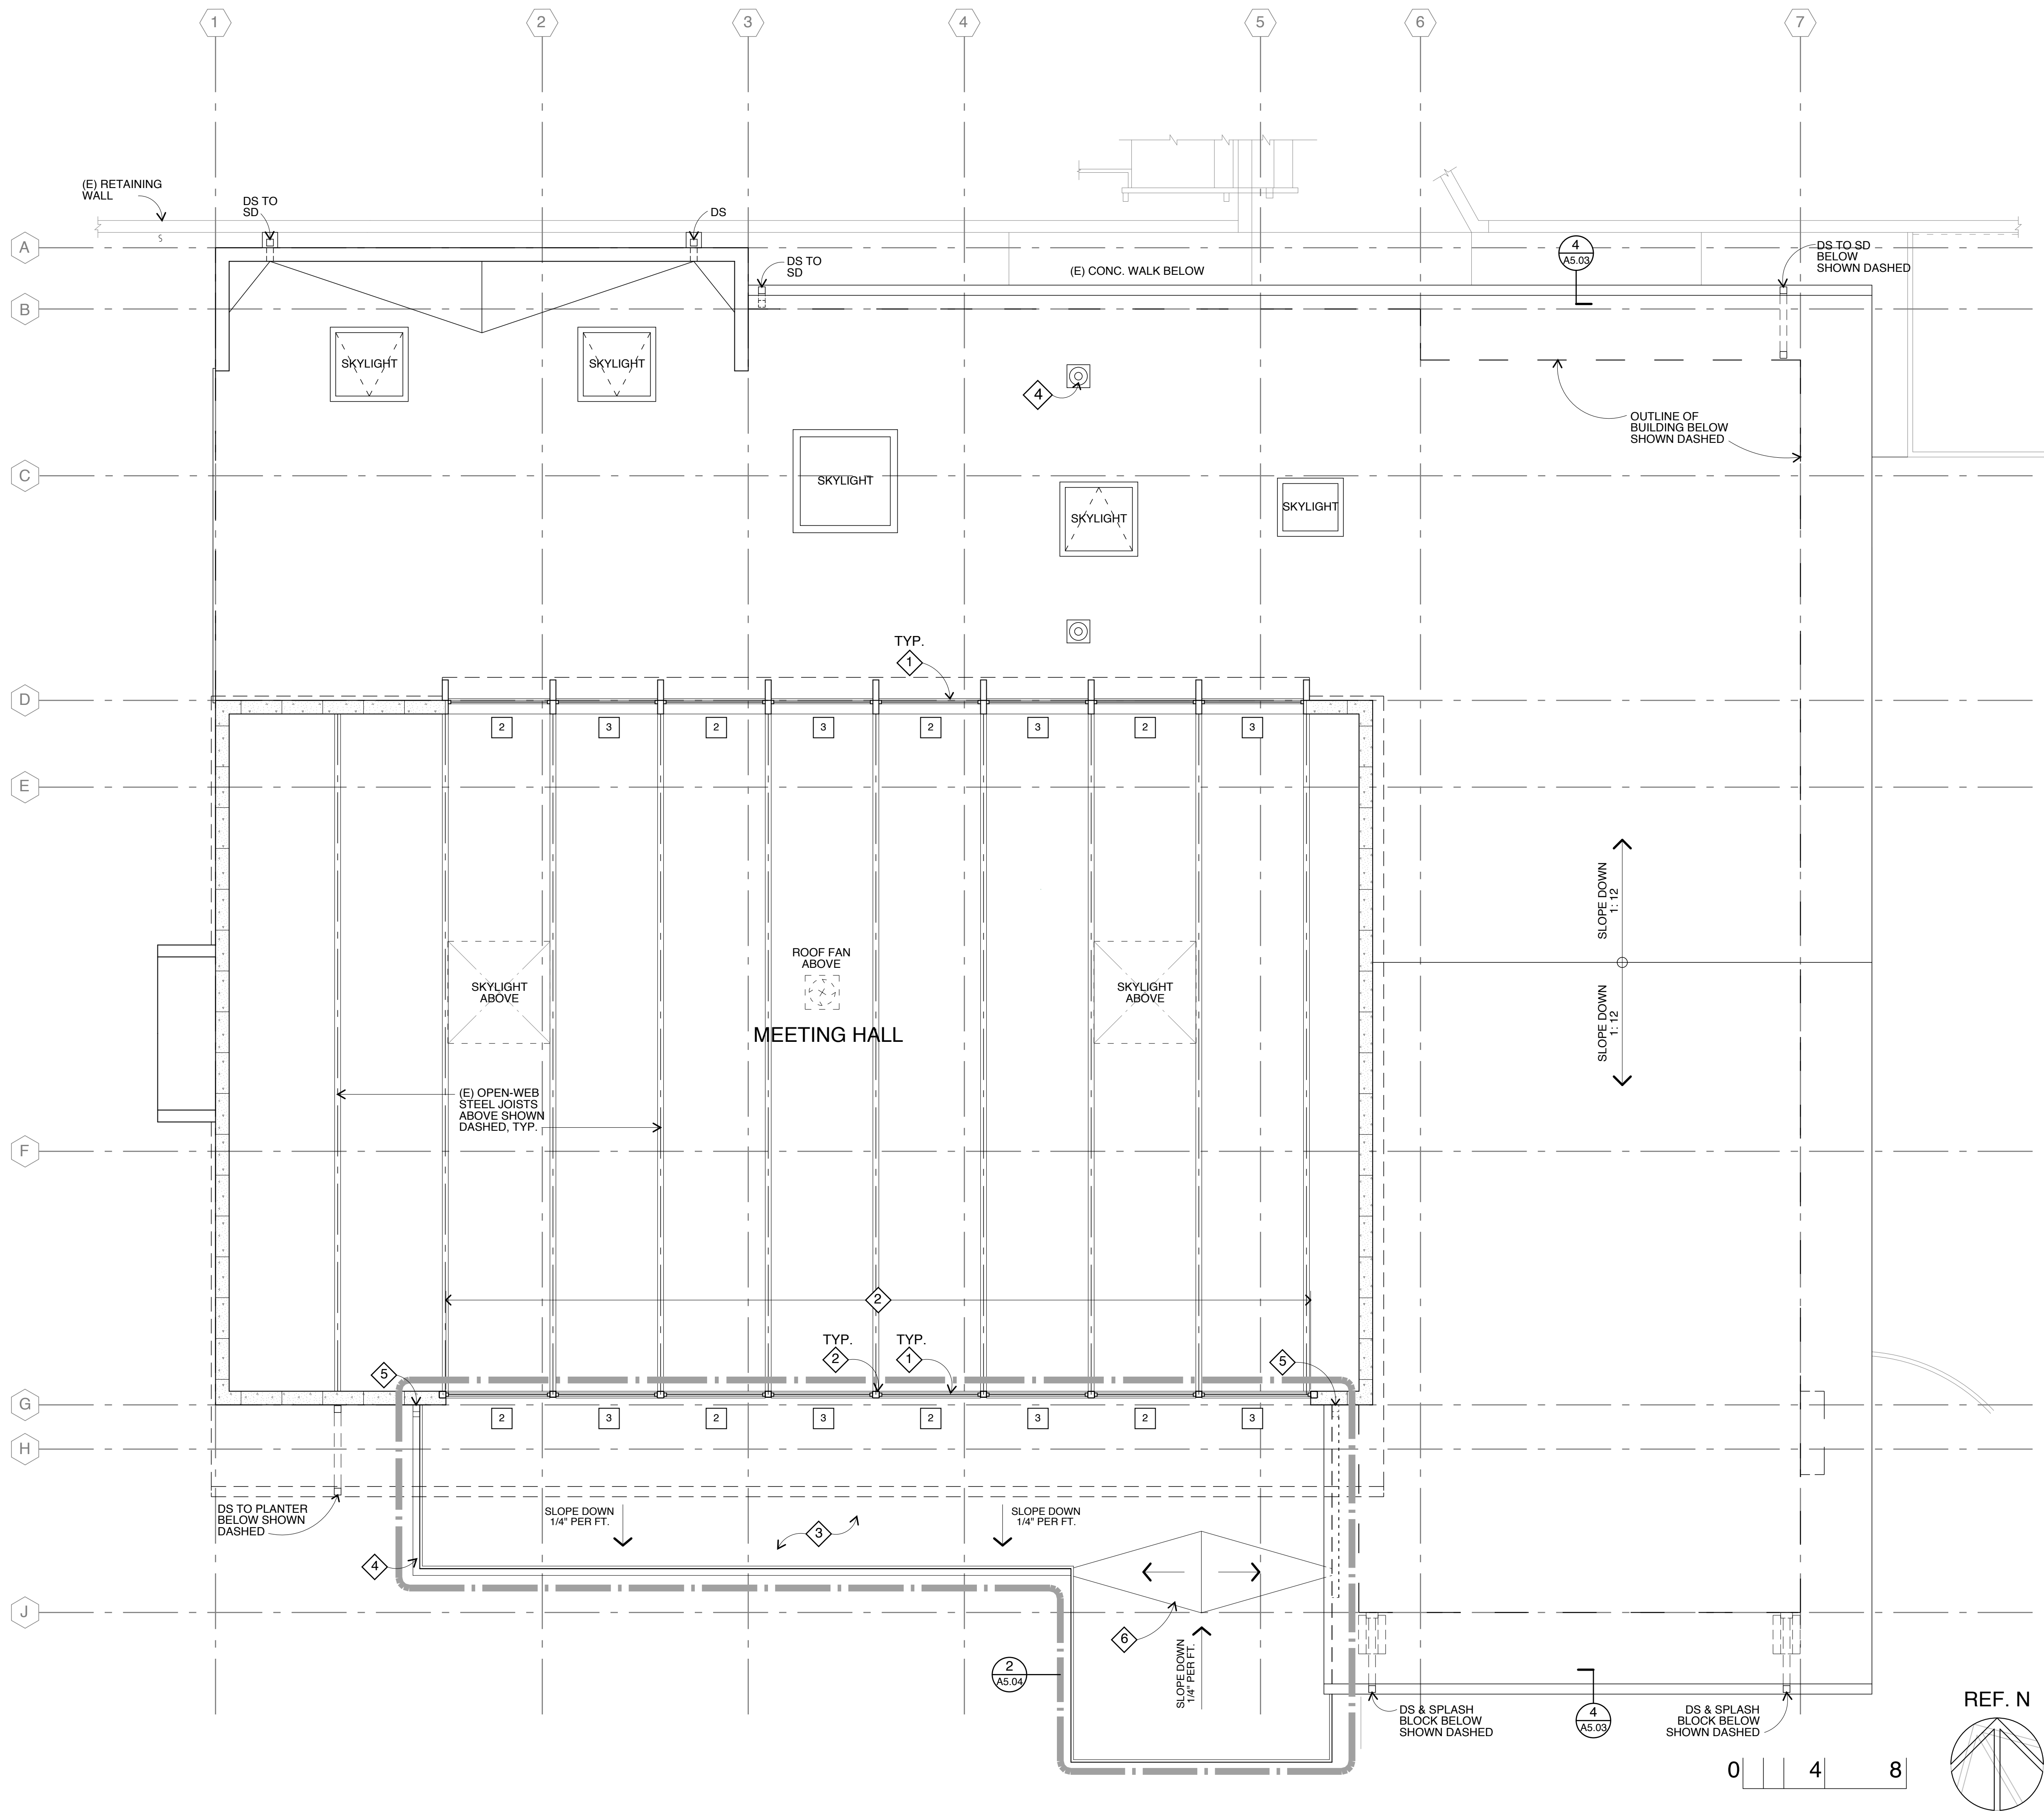 1
2
3
4
5
6
7
(E) RETAINING
WALL
DS TO
SD
DS
S
A
DS TO
SD
(E) CONC. WALK BELOW
4
A5.03
DS TO SD
BELOW
SHOWN DASHED
B
SKYLIGHT
SKYLIGHT
4
OUTLINE OF
BUILDING BELOW
SHOWN DASHED
C
SKYLIGHT
SKYLIGHT
SKYLIGHT
TYP.
1
D
2
3
2
3
2
3
2
3
E
SLOPE DOWN
1: 12
ROOF FAN
ABOVE
SKYLIGHT
ABOVE
SKYLIGHT
ABOVE
MEETING HALL
SLOPE DOWN
1: 12
(E) OPEN-WEB
STEEL JOISTS
ABOVE SHOWN
DASHED, TYP.
F
2
TYP.
2
TYP.
1
5
5
G
2
3
2
3
2
3
2
3
H
DS TO PLANTER
BELOW SHOWN
DASHED
SLOPE DOWN
1/4" PER FT.
3
SLOPE DOWN
1/4" PER FT.
4
J
6
2
A5.04
SLOPE DOWN
1/4" PER FT.
DS & SPLASH
BLOCK BELOW
SHOWN DASHED
4
A5.03
DS & SPLASH
BLOCK BELOW
SHOWN DASHED
REF. N
0 4 8